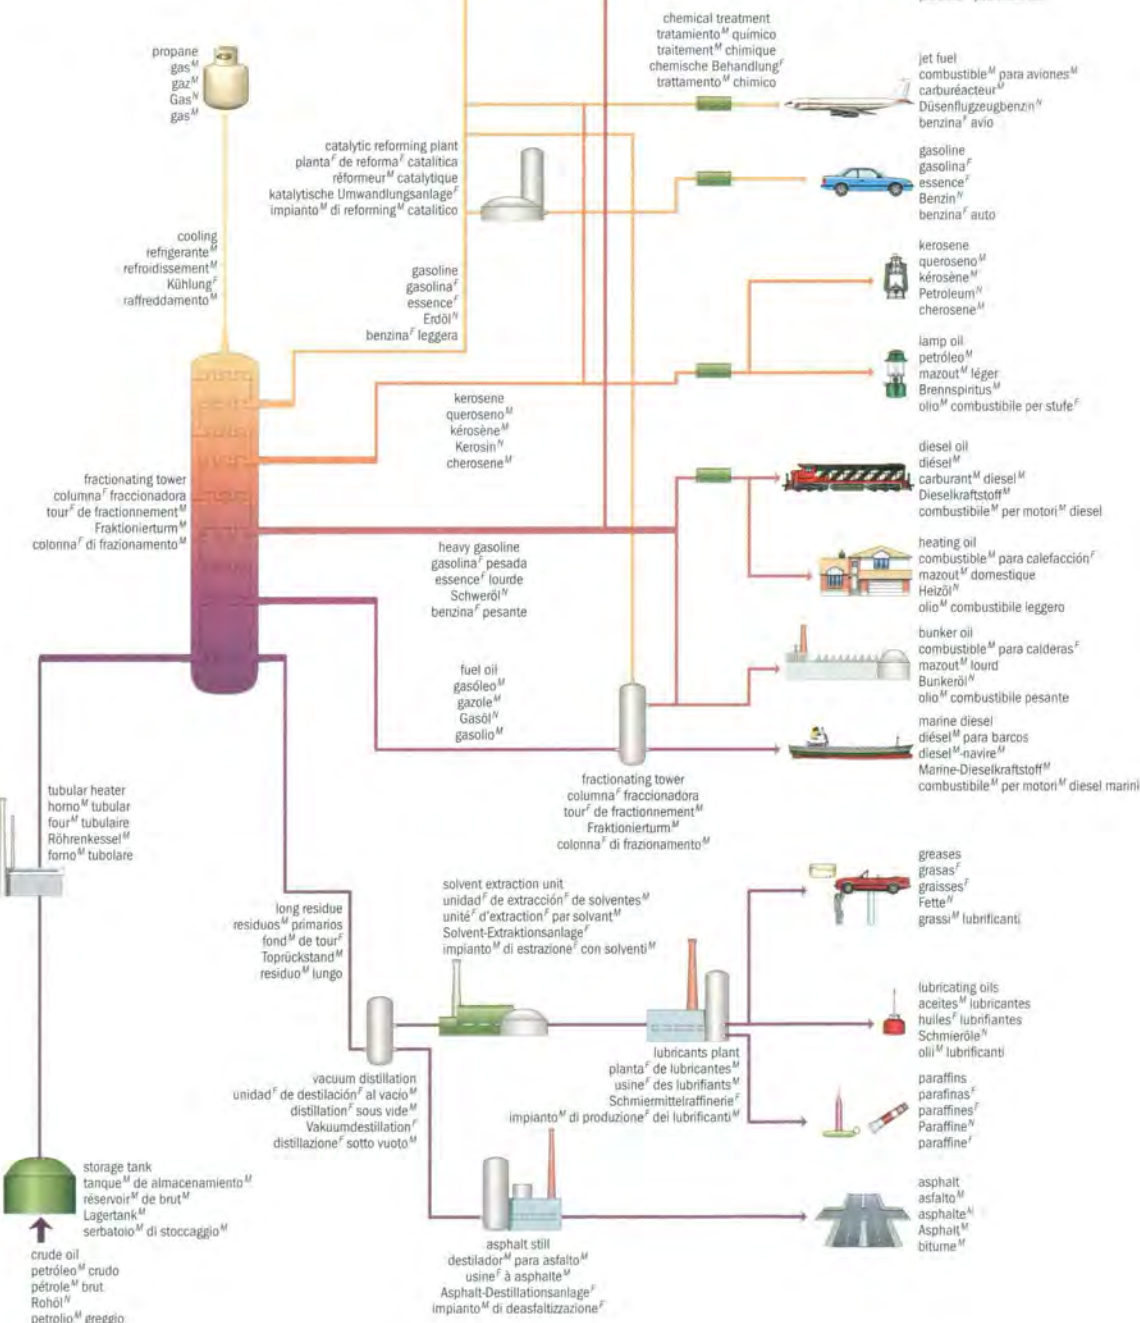 chemical treatment
tratamiento^M químico
traitement^M chimique
chemische Behandlung^F
trattamento^M chimico
propane
gas^M
gaz^M
Gas^N
gas^M
jet fuel
combustible^M para aviones^M
carburéacteur^M
Düsenflugzeugbenzin^N
benzina^F avio
catalytic reforming plant
planta^F de reforma^F catalítica
réformeur^M catalytique
katalytische Umwandlungsanlage^F
impianto^M di reforming^M catalitico
gasoline
gasolina^F
essence^F
Benzin^N
benzina^F auto
cooling
refrigerante^M
refroidissement^M
Kühlung^F
raffreddamento^M
gasoline
gasolina^F
essence^F
Erdöl^N
benzina^F leggera
kerosene
queroseno^M
kérosène^M
Petroleum^N
cherosene^M
lamp oil
petróleo^M
mazout^M léger
Brennspiritus^M
olio^M combustibile per stufe^F
kerosene
queroseno^M
kérosène^M
Kerosin^N
cherosene^M
fractionating tower
columna^F fraccionadora
tour^F de fractionnement^M
Fraktionierturm^M
colonna^F di frazionamento^M
diesel oil
diésel^M
carburant^M diesel^M
Dieselkraftstoff^M
combustibile^M per motori^M diesel
heavy gasoline
gasolina^F pesada
essence^F lourde
Schweröl^N
benzina^F pesante
heating oil
combustible^M para calefacción^F
mazout^M domestique
Heizöl^N
olio^M combustibile leggero
fuel oil
gasóleo^M
gazole^M
Gasöl^N
gasolio^M
bunker oil
combustible^M para calderas^F
mazout^M lourd
Bunkeröl^N
olio^M combustibile pesante
marine diesel
diésel^M para barcos
diesel^M-navire^M
Marine-Dieselkraftstoff^M
combustibile^M per motori^M diesel marini
fractionating tower
columna^F fraccionadora
tour^F de fractionnement^M
Fraktionierturm^M
colonna^F di frazionamento^M
tubular heater
horno^M tubular
four^M tubulaire
Röhrenkessel^M
forno^M tubolare
long residue
residuos^M primarios
fond^M de tour^F
Toprückstand^M
residuo^M lungo
solvent extraction unit
unidad^F de extracción^F de solventes^M
unité^F d'extraction^F par solvant^M
Solvent-Extraktionsanlage^F
impianto^M di estrazione^F con solventi^M
greases
grasas^F
graisses^F
Fette^N
grassi^M lubrificanti
lubricating oils
aceites^M lubricantes
huiles^F lubrifiantes
Schmieröle^N
olii^M lubrificanti
vacuum distillation
unidad^F de destilación^F al vacío^M
distillation^F sous vide^M
Vakuumdestillation^F
distillazione^F sotto vuoto^M
lubricants plant
planta^F de lubricantes^M
usine^F des lubrifiants^M
Schmiermittelraffinerie^F
impianto^M di produzione^F dei lubrificanti^M
paraffins
parafinas^F
paraffines^F
Paraffine^N
paraffine^F
storage tank
tanque^M de almacenamiento^M
réservoir^M de brut^M
Lagertank^M
serbatoio^M di stoccaggio^M
asphalt
asfalto^M
asphalte^M
Asphalt^M
bitume^M
asphalt still
destilador^M para asfalto^M
usine^F à asphalte^M
Asphalt-Destillationsanlage^F
impianto^M di deasfaltizzazione^F
crude oil
petróleo^M crudo
pétrole^M brut
Rohöl^N
petrolio^M greggio